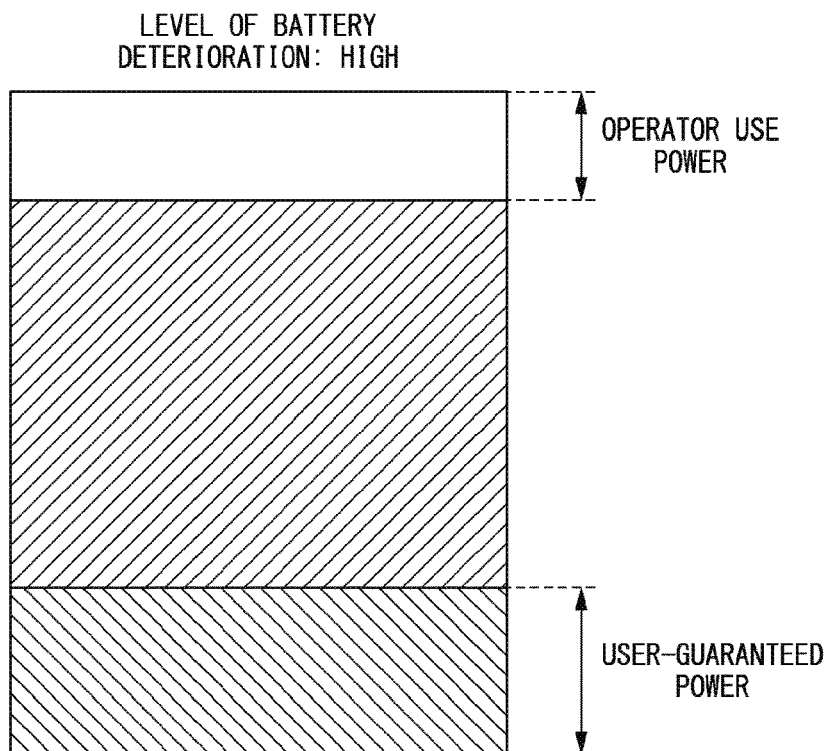 LEVEL OF BATTERY
DETERIORATION: HIGH
OPERATOR USE
POWER
USER-GUARANTEED
POWER